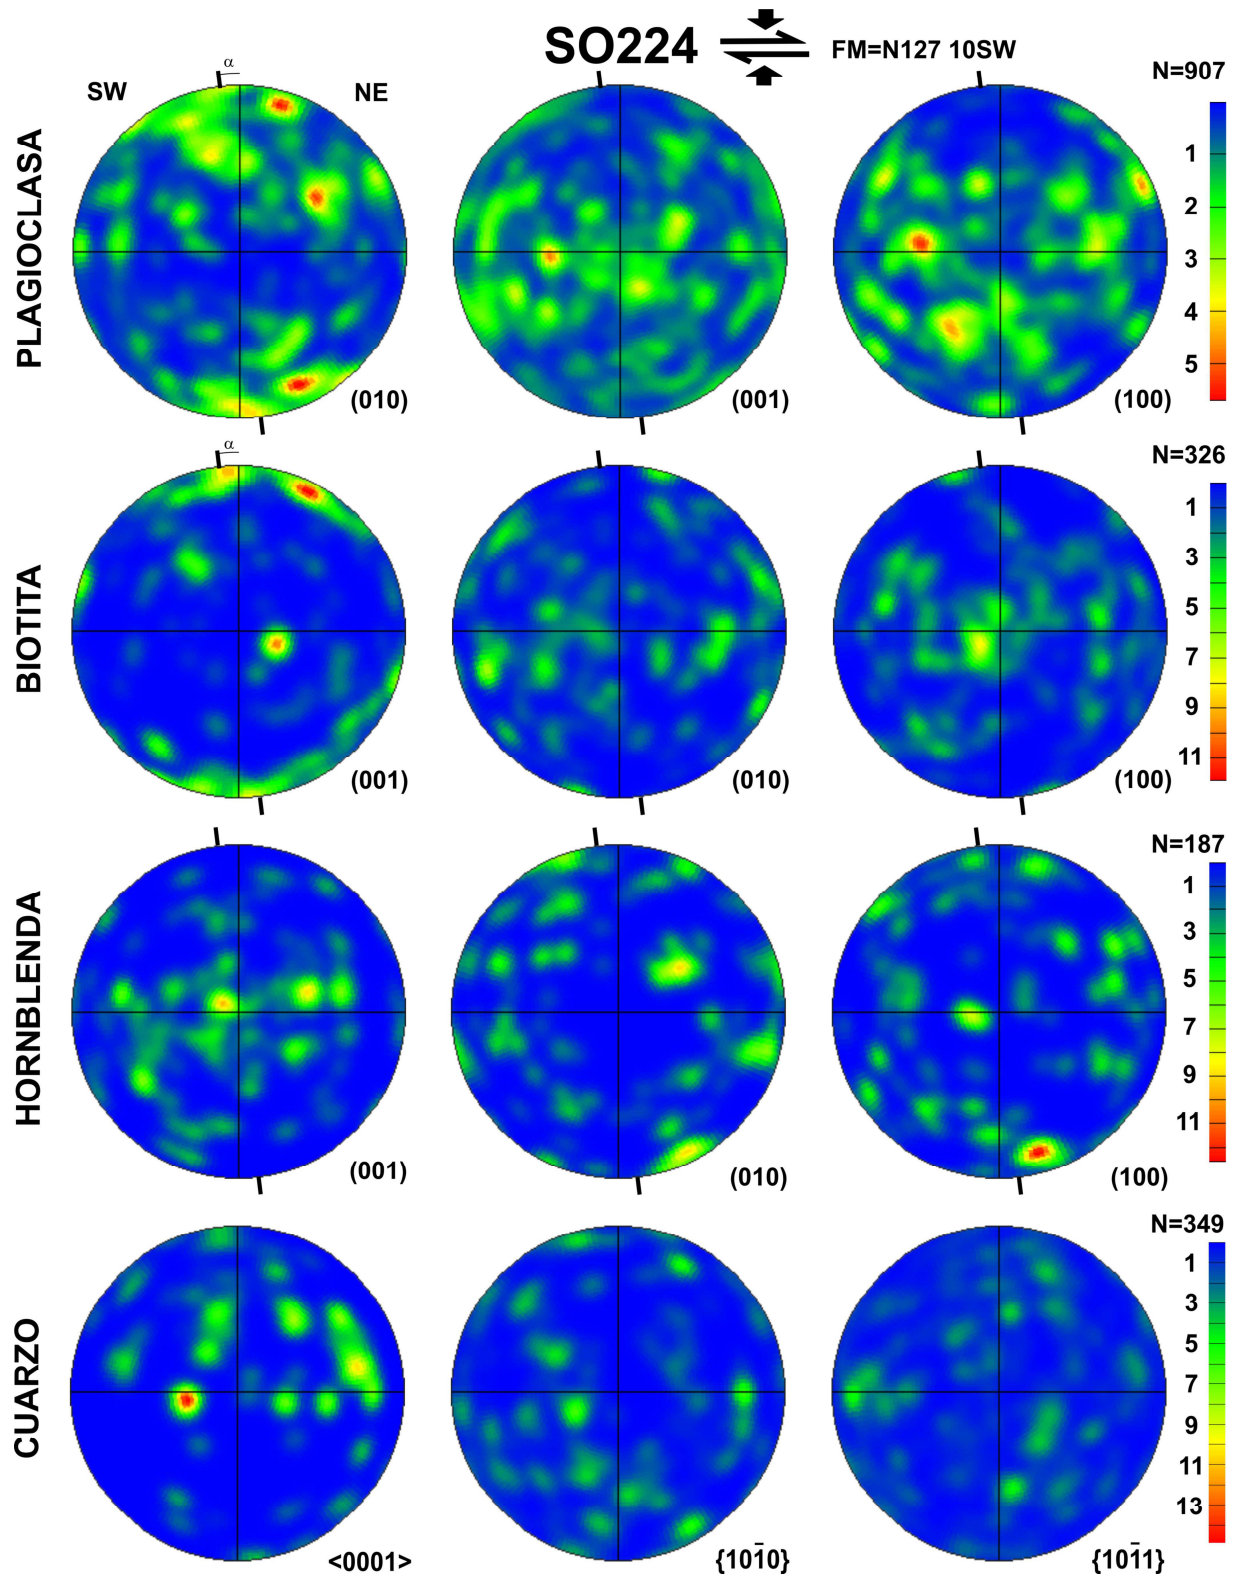 SO224
FM=N127 10SW
N=907
α
SW
NE
PLAGIOCLASA
(010)
(001)
(100)
1
2
3
4
5
N=326
α
BIOTITA
(001)
(010)
(100)
1
3
5
7
9
11
N=187
HORNBLENDA
(001)
(010)
(100)
1
3
5
7
9
11
N=349
CUARZO
<0001>
{101̅0}
{101̅1}
1
3
5
7
9
11
13